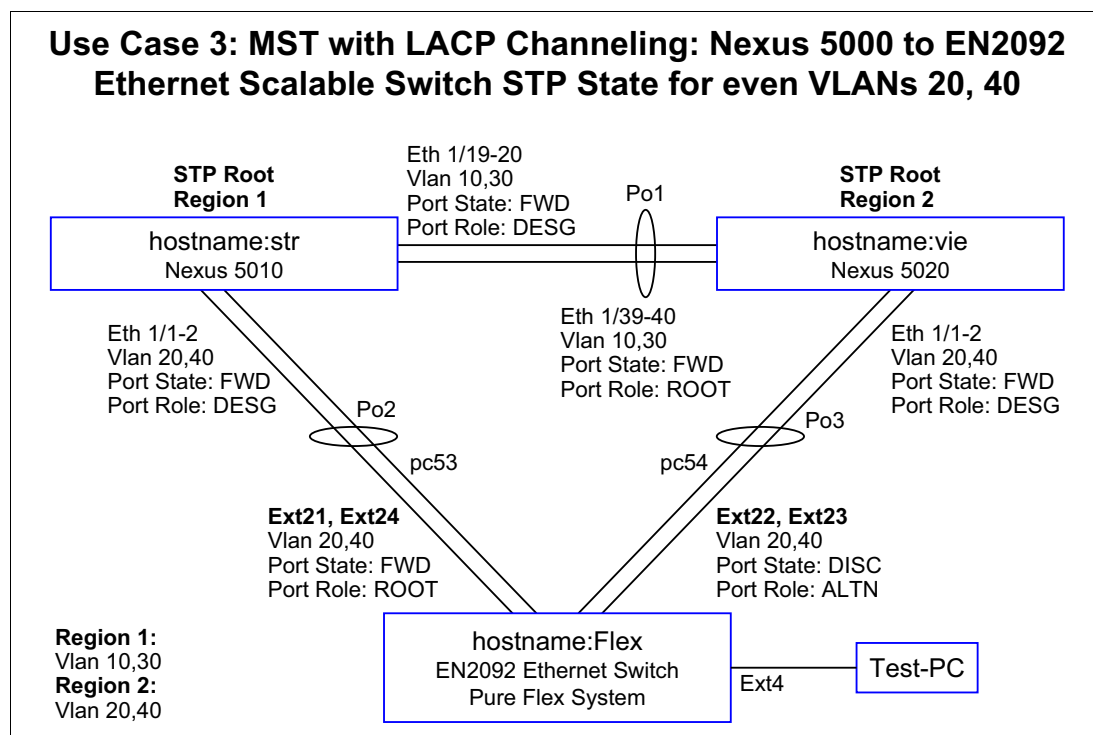 Use Case 3: MST with LACP Channeling: Nexus 5000 to EN2092
Ethernet Scalable Switch STP State for even VLANs 20, 40
STP Root
Region 1
hostname:str
Nexus 5010
Eth 1/19-20
Vlan 10,30
Port State: FWD
Port Role: DESG
Po1
STP Root
Region 2
hostname:vie
Nexus 5020
Eth 1/39-40
Vlan 10,30
Port State: FWD
Port Role: ROOT
Eth 1/1-2
Vlan 20,40
Port State: FWD
Port Role: DESG
Po2
pc53
Eth 1/1-2
Vlan 20,40
Port State: FWD
Port Role: DESG
Po3
pc54
Ext21, Ext24
Vlan 20,40
Port State: FWD
Port Role: ROOT
Ext22, Ext23
Vlan 20,40
Port State: DISC
Port Role: ALTN
hostname:Flex
EN2092 Ethernet Switch
Pure Flex System
Ext4
Test-PC
Region 1:
Vlan 10,30
Region 2:
Vlan 20,40